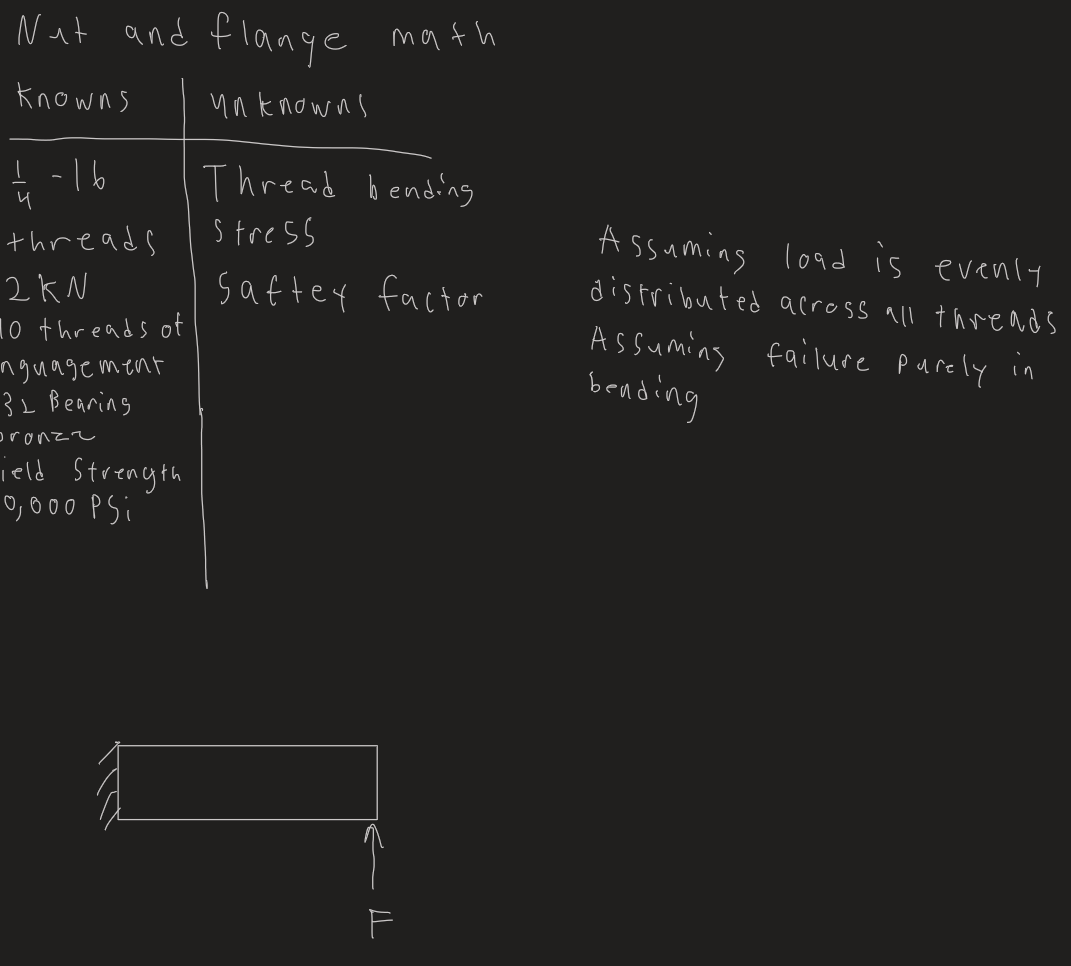 Nut and flange math
knowns unknowns
1/4 -16 Thread bending
threads stress
2KN Saftey factor
10 threads of
nguagement
32 Bearing
bronze
ield Strength
0,000 PSi
Assuming load is evenly
distributed across all threads
Assuming failure purely in
bending
F